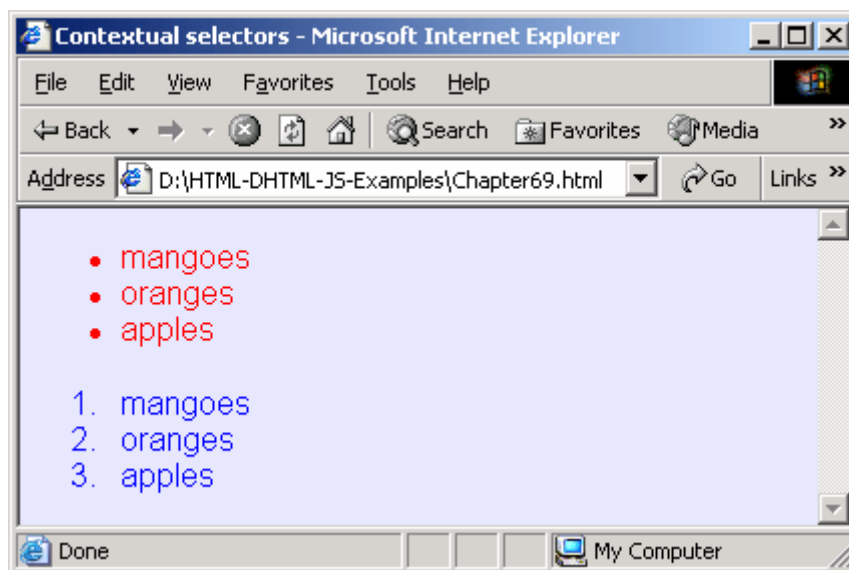 Contextual selectors - Microsoft Internet Explorer
File Edit View Favorites Tools Help
Back Search Favorites Media »
Address D:\HTML-DHTML-JS-Examples\Chapter69.html Go Links »
• mangoes
• oranges
• apples
1. mangoes
2. oranges
3. apples
Done My Computer